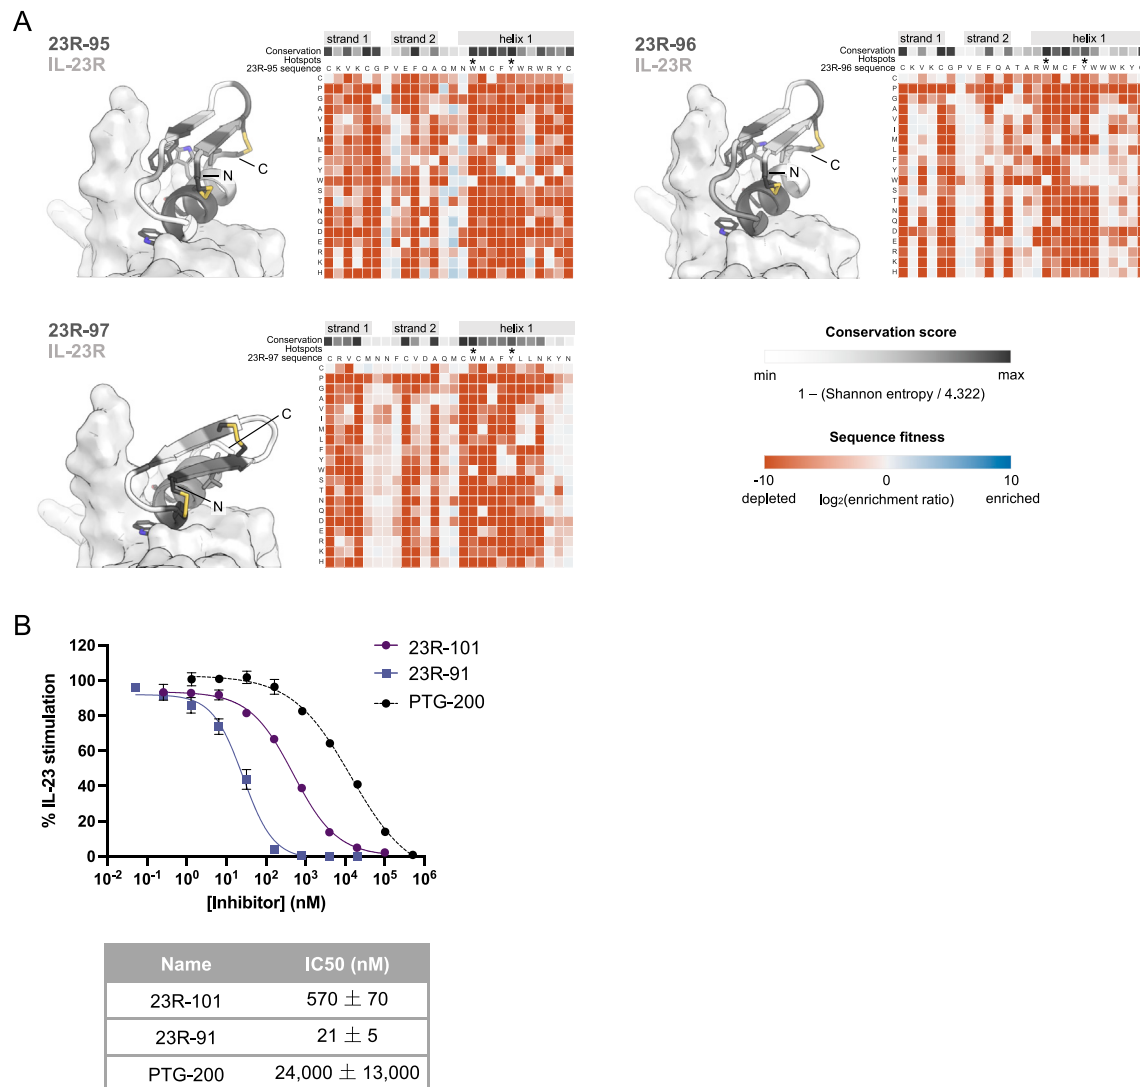 A
23R-95
IL-23R
strand 1 strand 2 helix 1
Conservation
Hotspots
* *
23R-95 sequence C K V K C G P V E F Q A Q M N W M C F Y W R W R Y C
C
P
G
A
V
I
M
L
F
Y
W
S
T
N
Q
D
E
R
K
H
N
C
23R-96
IL-23R
strand 1 strand 2 helix 1
Conservation
Hotspots
* *
23R-96 sequence C K V K C G P V E F Q A T A R W M C F Y W W W K Y C
C
P
G
A
V
I
M
L
F
Y
W
S
T
N
Q
D
E
R
K
H
N
C
23R-97
IL-23R
strand 1 strand 2 helix 1
Conservation
Hotspots
* *
23R-97 sequence C R V C M N N F C V D A Q M C W M A F Y L L N K Y N
C
P
G
A
V
I
M
L
F
Y
W
S
T
N
Q
D
E
R
K
H
C
N
Conservation score
min max
1 – (Shannon entropy / 4.322)
Sequence fitness
-10 0 10
depleted log2(enrichment ratio) enriched
B
120
100
80
60
40
20
0
% IL-23 stimulation
10-2 10-1 100 101 102 103 104 105 106
[Inhibitor] (nM)
23R-101
23R-91
PTG-200
Name IC50 (nM)
23R-101 570 ± 70
23R-91 21 ± 5
PTG-200 24,000 ± 13,000